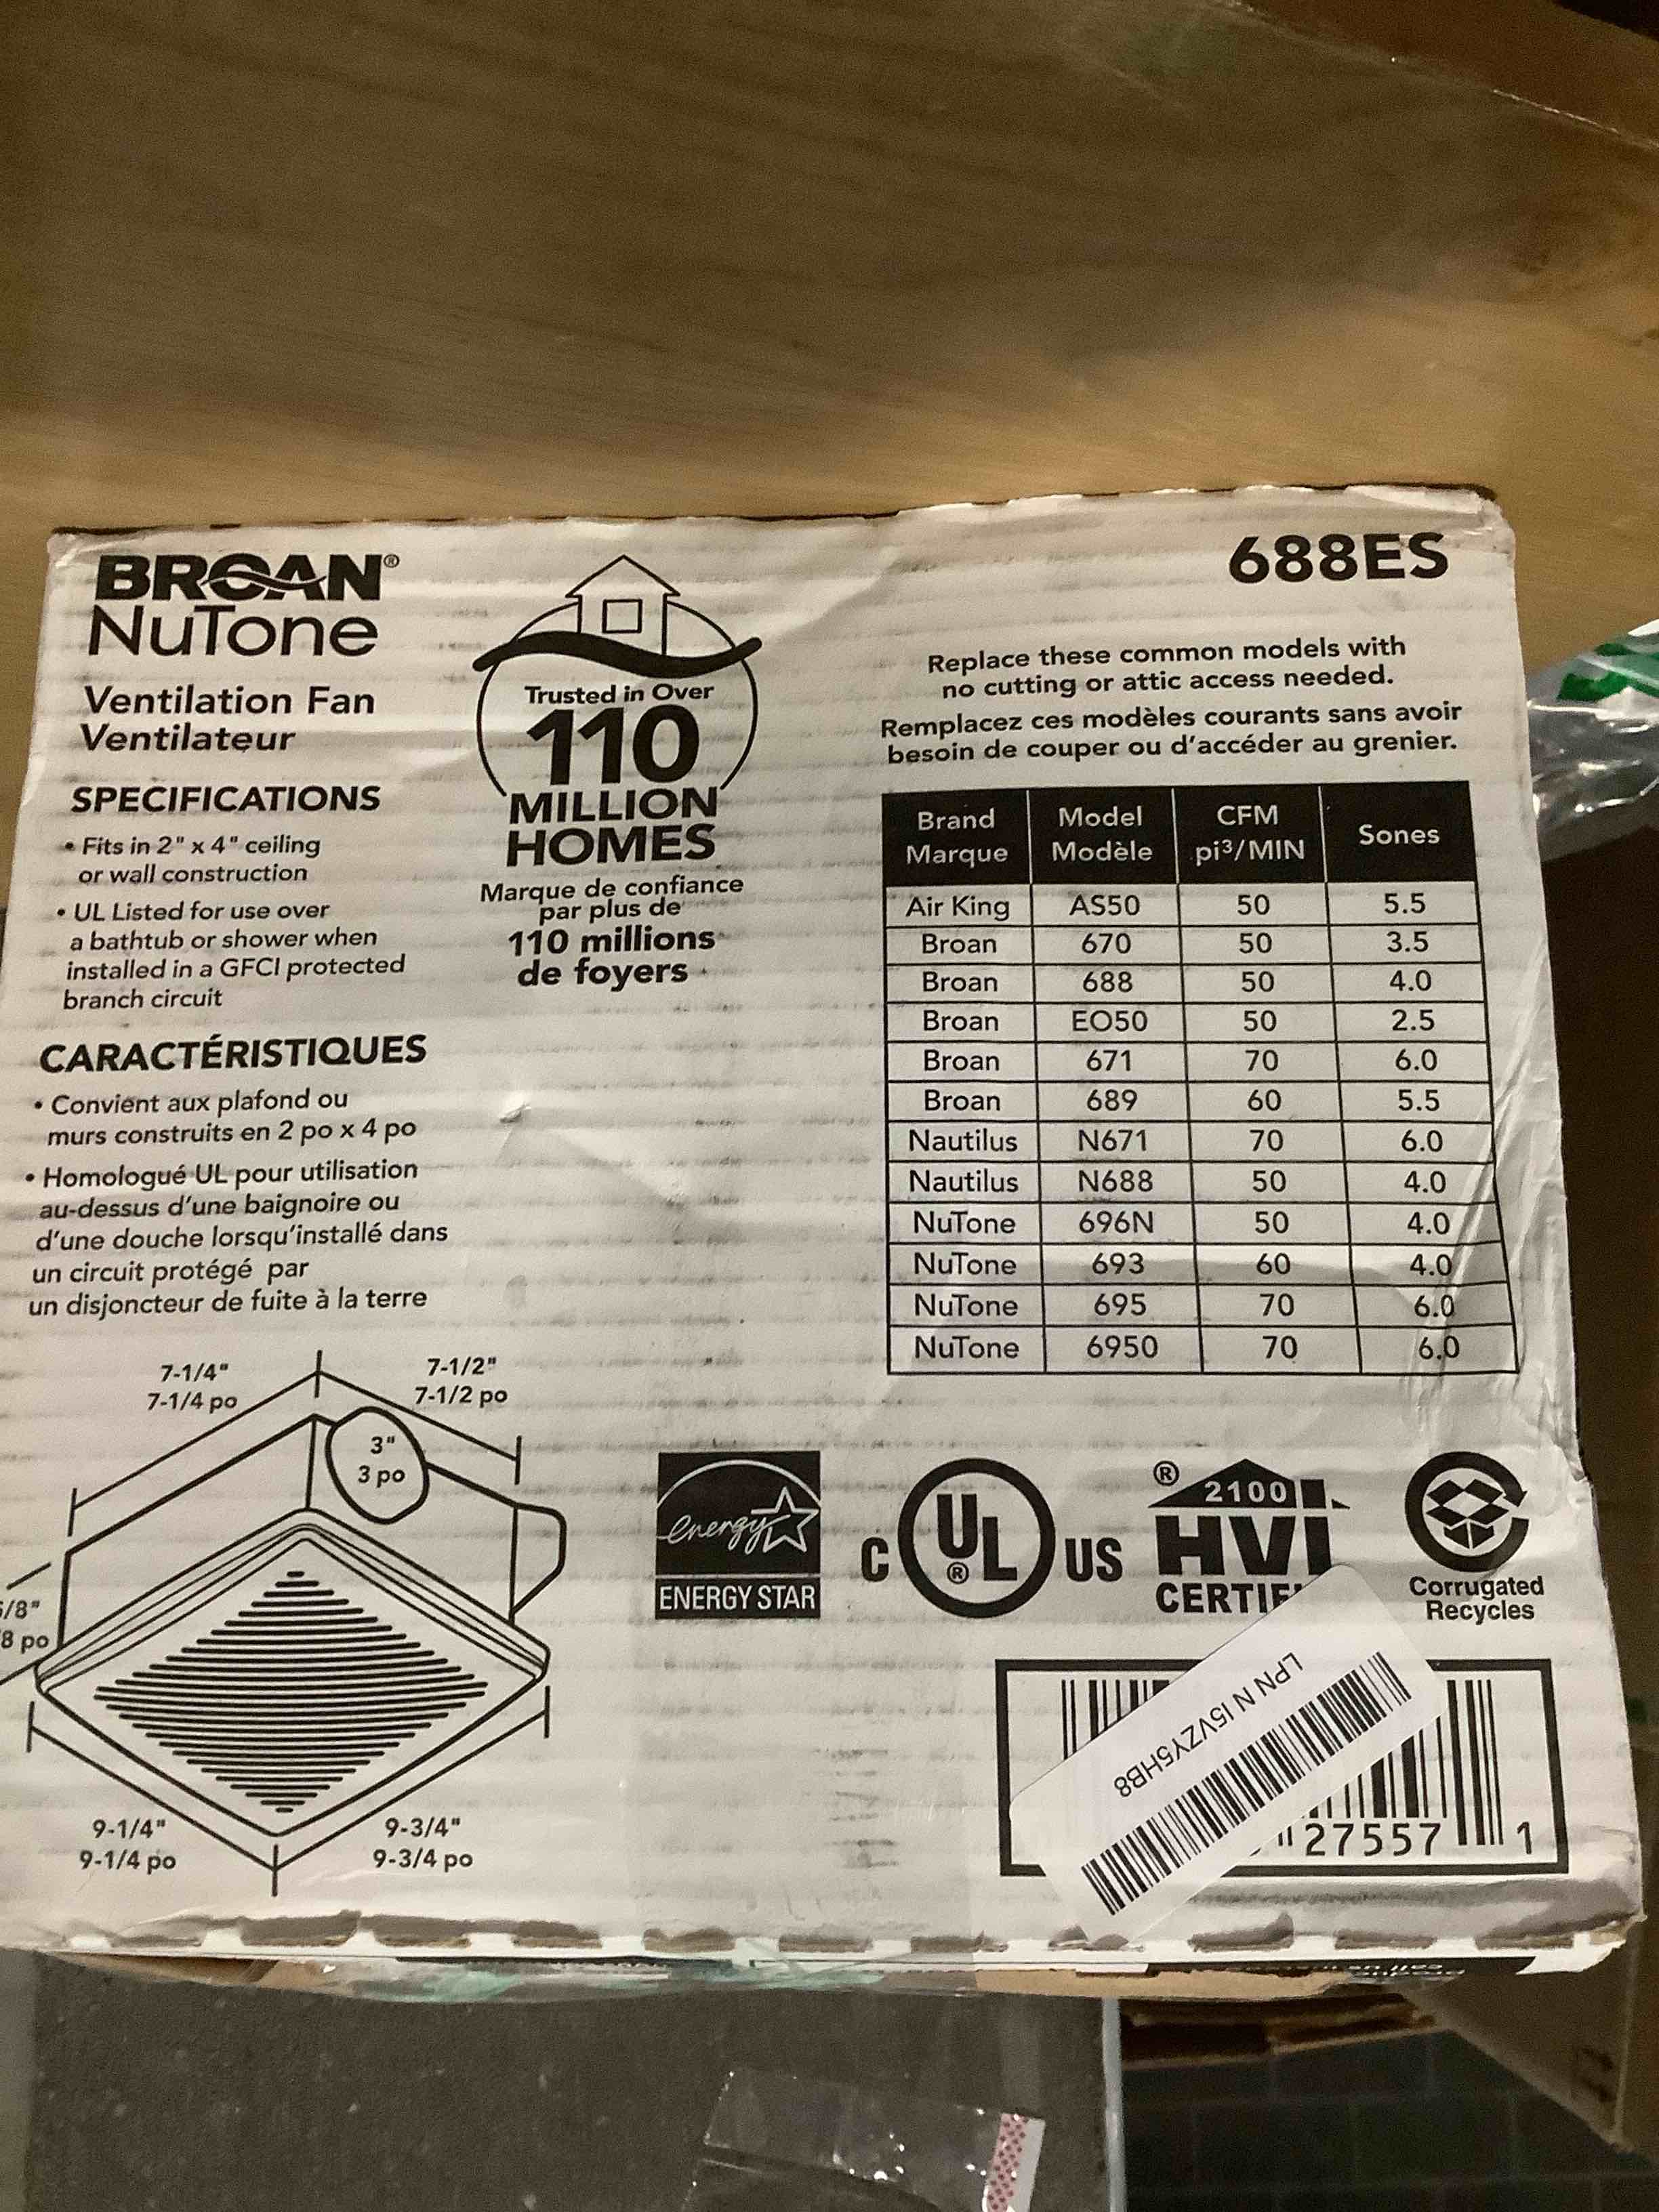 BROAN®
NuTone
Ventilation Fan
Ventilateur
SPECIFICATIONS
• Fits in 2" x 4" ceiling
or wall construction
• UL Listed for use over
a bathtub or shower when
installed in a GFCI protected
branch circuit
CARACTÉRISTIQUES
• Convient aux plafond ou
murs construits en 2 po x 4 po
• Homologué UL pour utilisation
au-dessus d'une baignoire ou
d'une douche lorsqu'installé dans
un circuit protégé par
un disjoncteur de fuite à la terre
Trusted in Over
110
MILLION
HOMES
Marque de confiance
par plus de
110 millions
de foyers
688ES
Replace these common models with
no cutting or attic access needed.
Remplacez ces modèles courants sans avoir
besoin de couper ou d'accéder au grenier.
Brand Model CFM Sones
Marque Modèle pi³/MIN
Air King AS50 50 5.5
Broan 670 50 3.5
Broan 688 50 4.0
Broan EO50 50 2.5
Broan 671 70 6.0
Broan 689 60 5.5
Nautilus N671 70 6.0
Nautilus N688 50 4.0
NuTone 696N 50 4.0
NuTone 693 60 4.0
NuTone 695 70 6.0
NuTone 6950 70 6.0
7-1/4" 7-1/2"
7-1/4 po 7-1/2 po
3"
3 po
/8"
8 po
9-1/4" 9-3/4"
9-1/4 po 9-3/4 po
energy
ENERGY STAR
C UL® US
® 2100
HVI
CERTIF
Corrugated
Recycles
LPN N I5VZY5HB8
27557 1